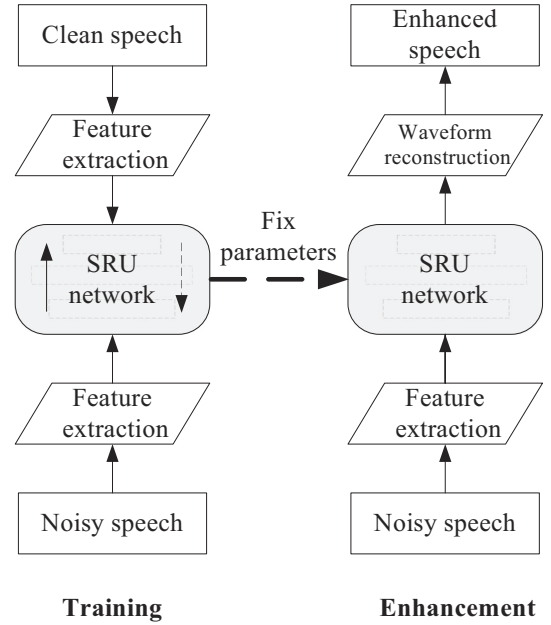 Clean speech
Feature
extraction
SRU
network
Feature
extraction
Noisy speech
Training
Fix
parameters
Enhanced
speech
Waveform
reconstruction
SRU
network
Feature
extraction
Noisy speech
Enhancement